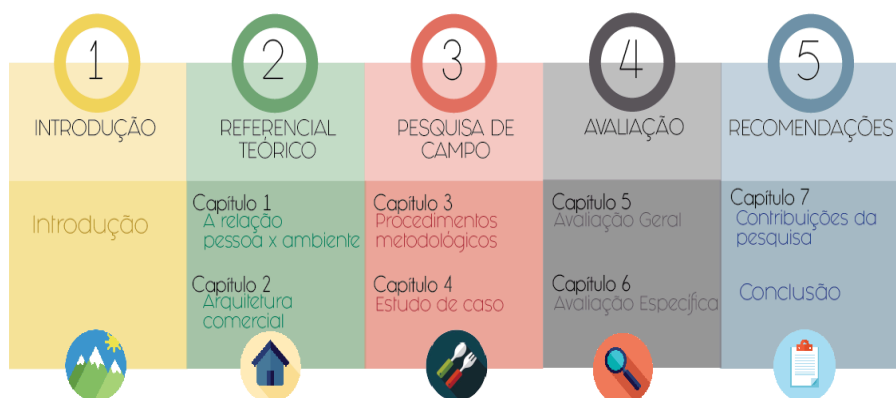 1
INTRODUÇÃO
Introdução
2
REFERENCIAL
TEÓRICO
Capítulo 1
A relação
pessoa x ambiente
Capítulo 2
Arquitetura
comercial
3
PESQUISA DE
CAMPO
Capítulo 3
Procedimentos
metodológicos
Capítulo 4
Estudo de caso
4
AVALIAÇÃO
Capítulo 5
Avaliação Geral
Capítulo 6
Avaliação Específica
5
RECOMENDAÇÕES
Capítulo 7
Contribuições da
pesquisa
Conclusão